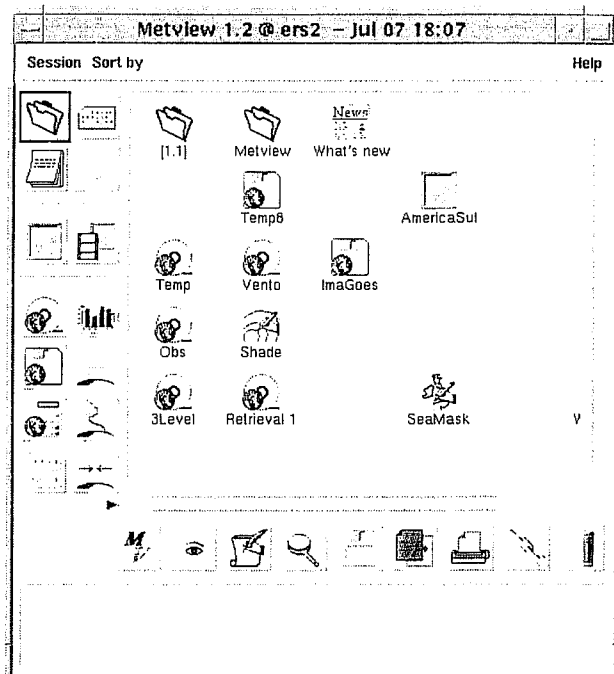 Metview 1.2 @ ers2 – Jul 07 18:07
Session Sort by Help
[1.1] Metview News What's new
Temp8 AmericaSul
Temp Vento ImaGoes
Obs Shade
3Level Retrieval 1 SeaMask V
M